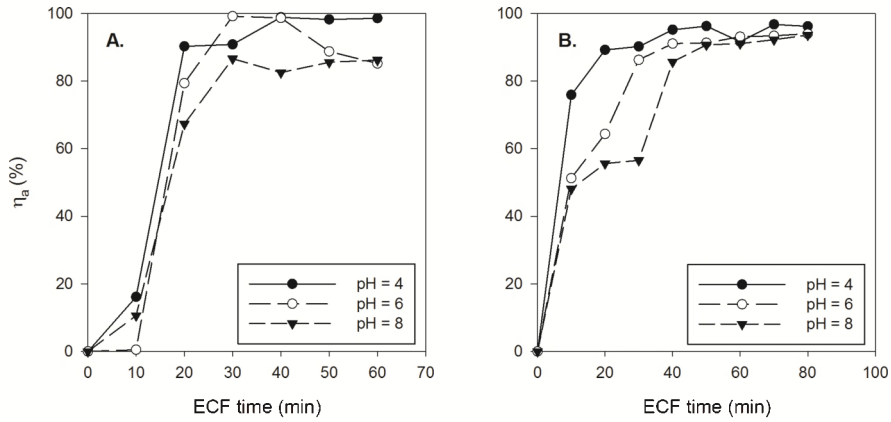 A.
100
80
60
40
20
0
ηa (%)
0 10 20 30 40 50 60 70
ECF time (min)
pH = 4
pH = 6
pH = 8
B.
100
80
60
40
20
0
0 20 40 60 80 100
ECF time (min)
pH = 4
pH = 6
pH = 8